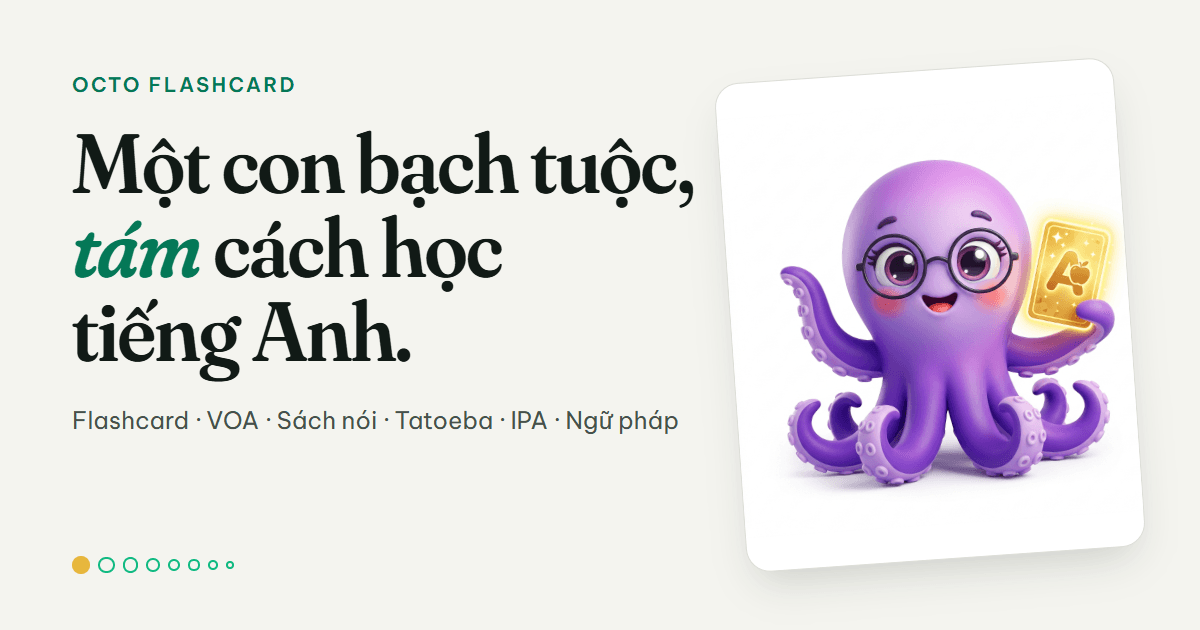 OCTO FLASHCARD
Một con bạch tuộc,
tám cách học
tiếng Anh.
Flashcard · VOA · Sách nói · Tatoeba · IPA · Ngữ pháp
A